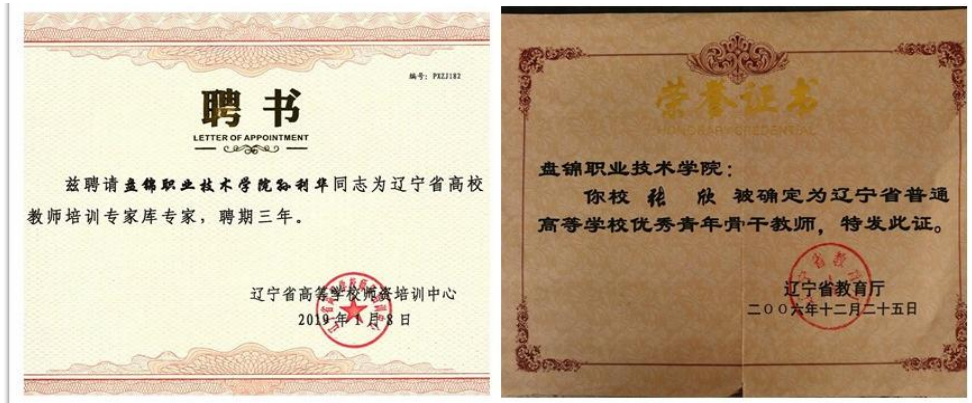 编号：PXZJ182
聘书
LETTER OF APPOINTMENT
兹聘请盘锦职业技术学院孙利华同志为辽宁省高校
教师培训专家库专家，聘期三年。
辽宁省高等学校师资培训中心
2019年1月8日
荣誉证书
HONORARY CREDENTIAL
盘锦职业技术学院：
你校 张 欣 被确定为辽宁省普通
高等学校优秀青年骨干教师，特发此证。
辽宁省教育厅
二〇〇六年十二月二十五日